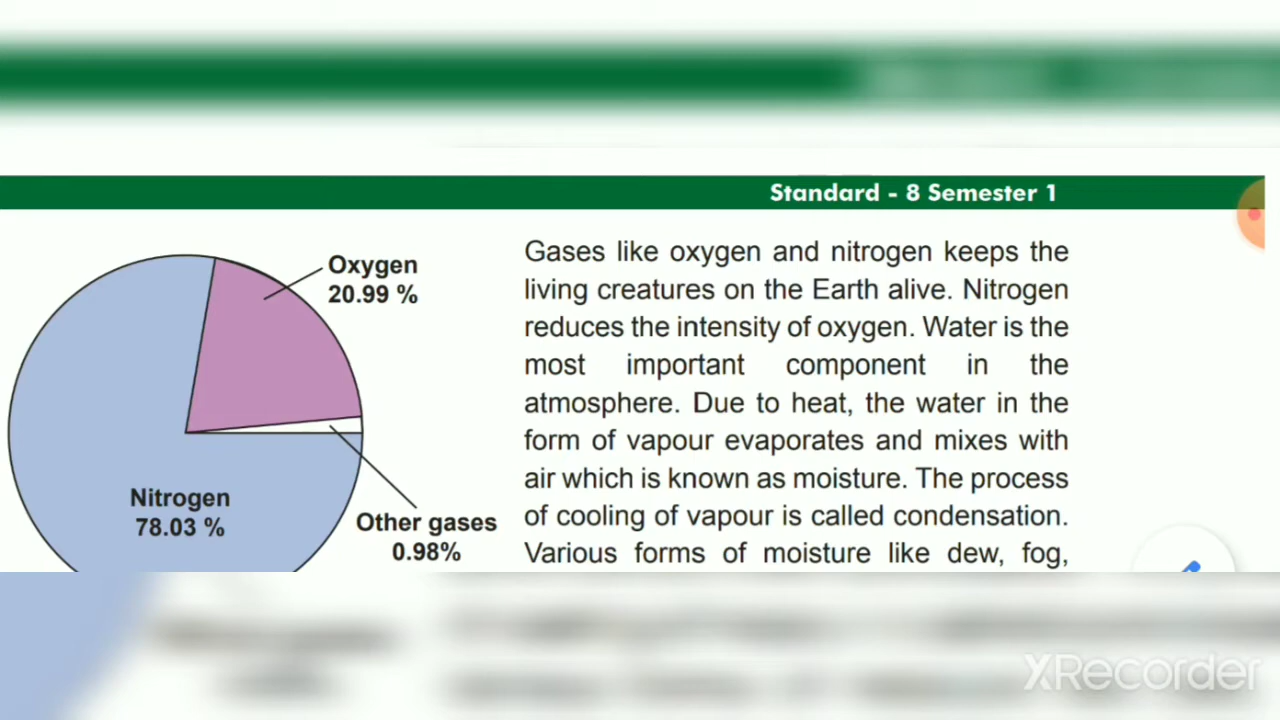 Standard - 8 Semester 1
Oxygen
20.99 %
Nitrogen
78.03 %
Other gases
0.98%
Gases like oxygen and nitrogen keeps the
living creatures on the Earth alive. Nitrogen
reduces the intensity of oxygen. Water is the
most important component in the
atmosphere. Due to heat, the water in the
form of vapour evaporates and mixes with
air which is known as moisture. The process
of cooling of vapour is called condensation.
Various forms of moisture like dew, fog,
XRecorder